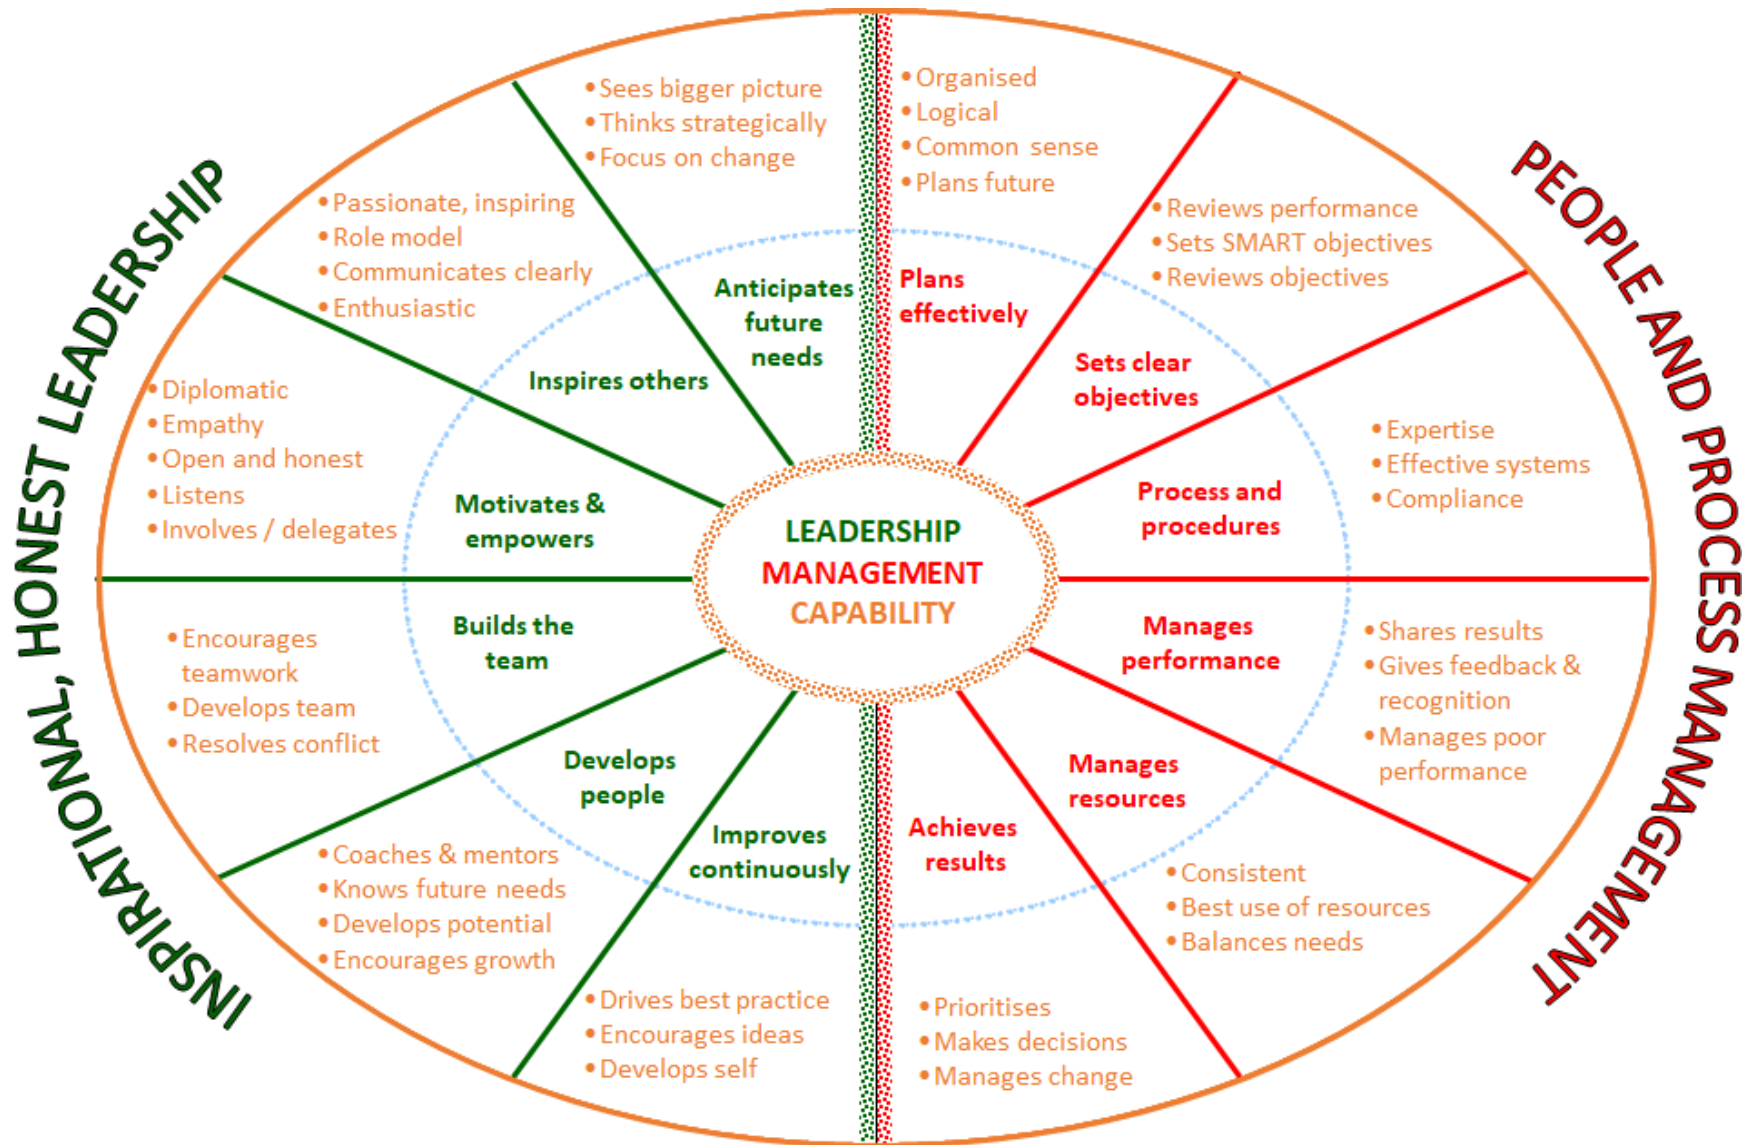 INSPIRATIONAL, HONEST LEADERSHIP
PEOPLE AND PROCESS MANAGEMENT
LEADERSHIP
MANAGEMENT
CAPABILITY
•Sees bigger picture
•Thinks strategically
•Focus on change
Anticipates
future
needs
•Passionate, inspiring
•Role model
•Communicates clearly
•Enthusiastic
Inspires others
•Diplomatic
•Empathy
•Open and honest
•Listens
•Involves / delegates
Motivates &
empowers
•Encourages
teamwork
•Develops team
•Resolves conflict
Builds the
team
•Coaches & mentors
•Knows future needs
•Develops potential
•Encourages growth
Develops
people
•Drives best practice
•Encourages ideas
•Develops self
Improves
continuously
•Organised
•Logical
•Common sense
•Plans future
Plans
effectively
•Reviews performance
•Sets SMART objectives
•Reviews objectives
Sets clear
objectives
•Expertise
•Effective systems
•Compliance
Process and
procedures
•Shares results
•Gives feedback &
recognition
•Manages poor
performance
Manages
performance
•Consistent
•Best use of resources
•Balances needs
Manages
resources
•Prioritises
•Makes decisions
•Manages change
Achieves
results